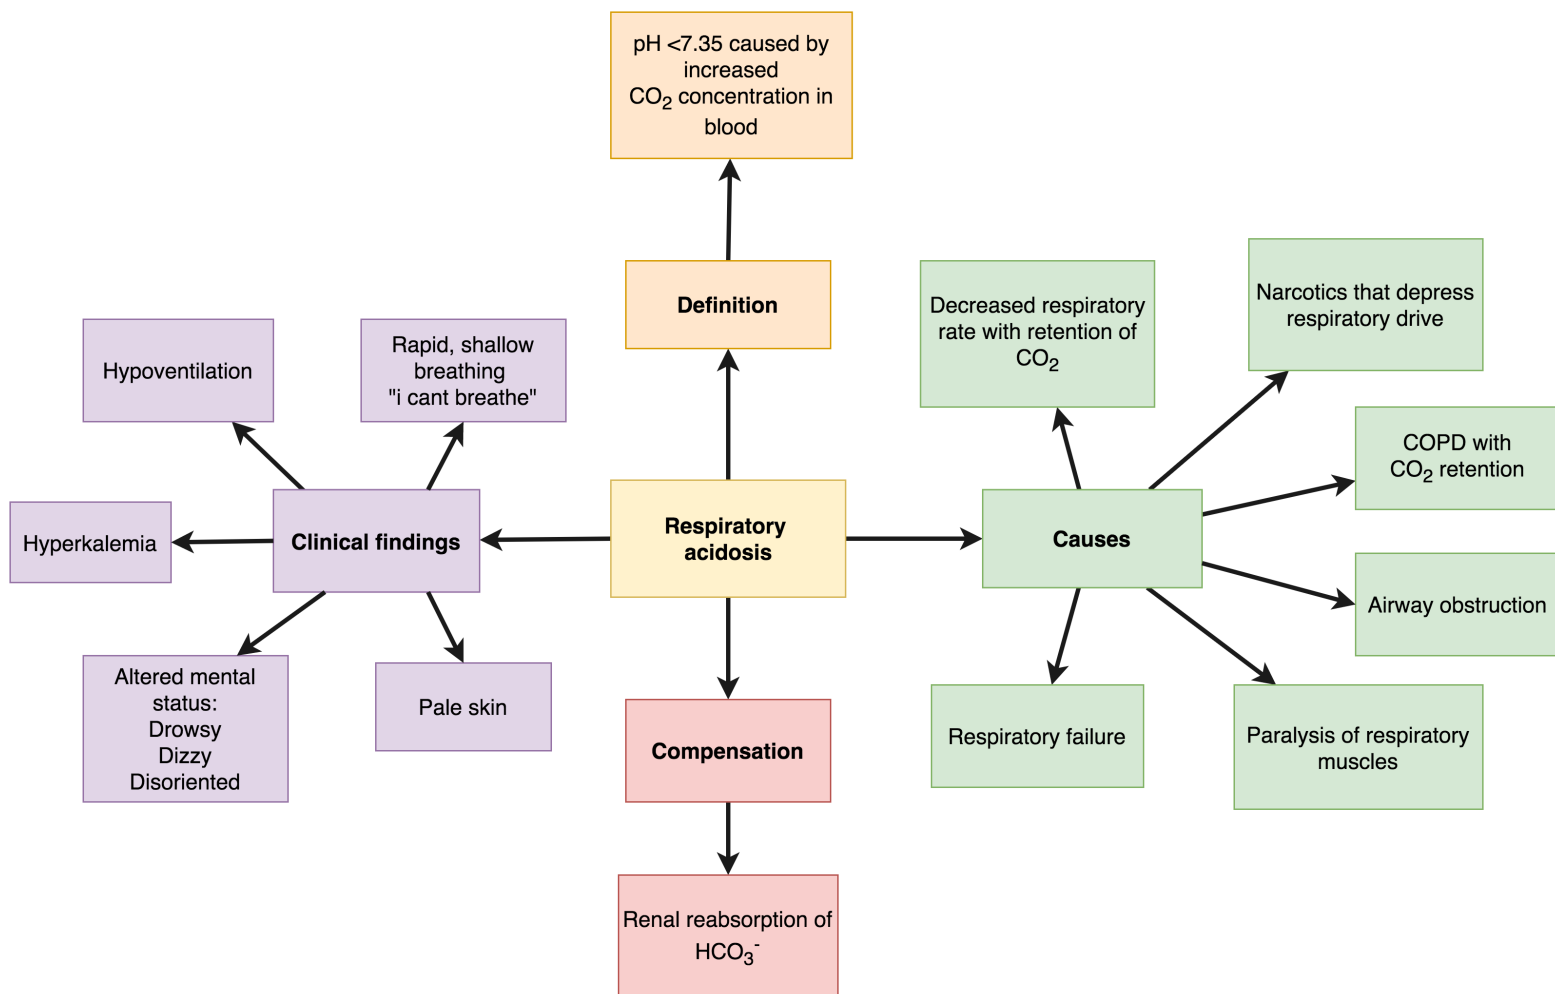 pH <7.35 caused by
increased
CO₂ concentration in
blood
Definition
Decreased respiratory
rate with retention of
CO₂
Narcotics that depress
respiratory drive
Hypoventilation
Rapid, shallow
breathing
"i cant breathe"
COPD with
CO₂ retention
Hyperkalemia
Clinical findings
Respiratory
acidosis
Causes
Airway obstruction
Altered mental
status:
Drowsy
Dizzy
Disoriented
Pale skin
Compensation
Respiratory failure
Paralysis of respiratory
muscles
Renal reabsorption of
HCO₃⁻